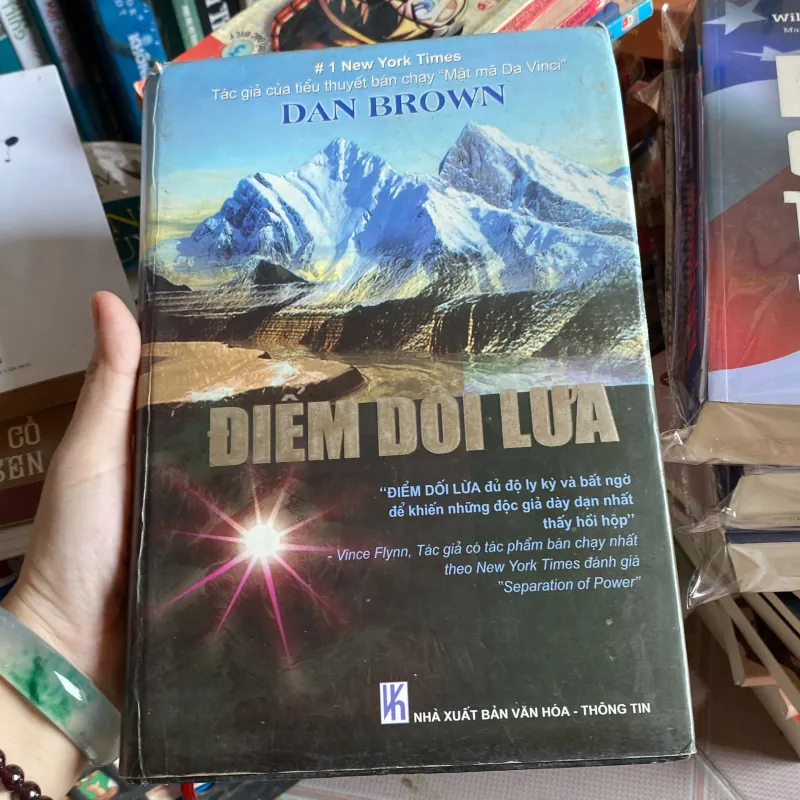 # 1 New York Times
Tác giả của tiểu thuyết bán chạy "Mật mã Da Vinci"
DAN BROWN
ĐIỂM DỐI LỪA
"ĐIỂM DỐI LỪA đủ độ ly kỳ và bất ngờ
để khiến những độc giả dày dạn nhất
thấy hồi hộp"
- Vince Flynn, Tác giả có tác phẩm bán chạy nhất
theo New York Times đánh giá
"Separation of Power"
NHÀ XUẤT BẢN VĂN HÓA - THÔNG TIN
CỎ